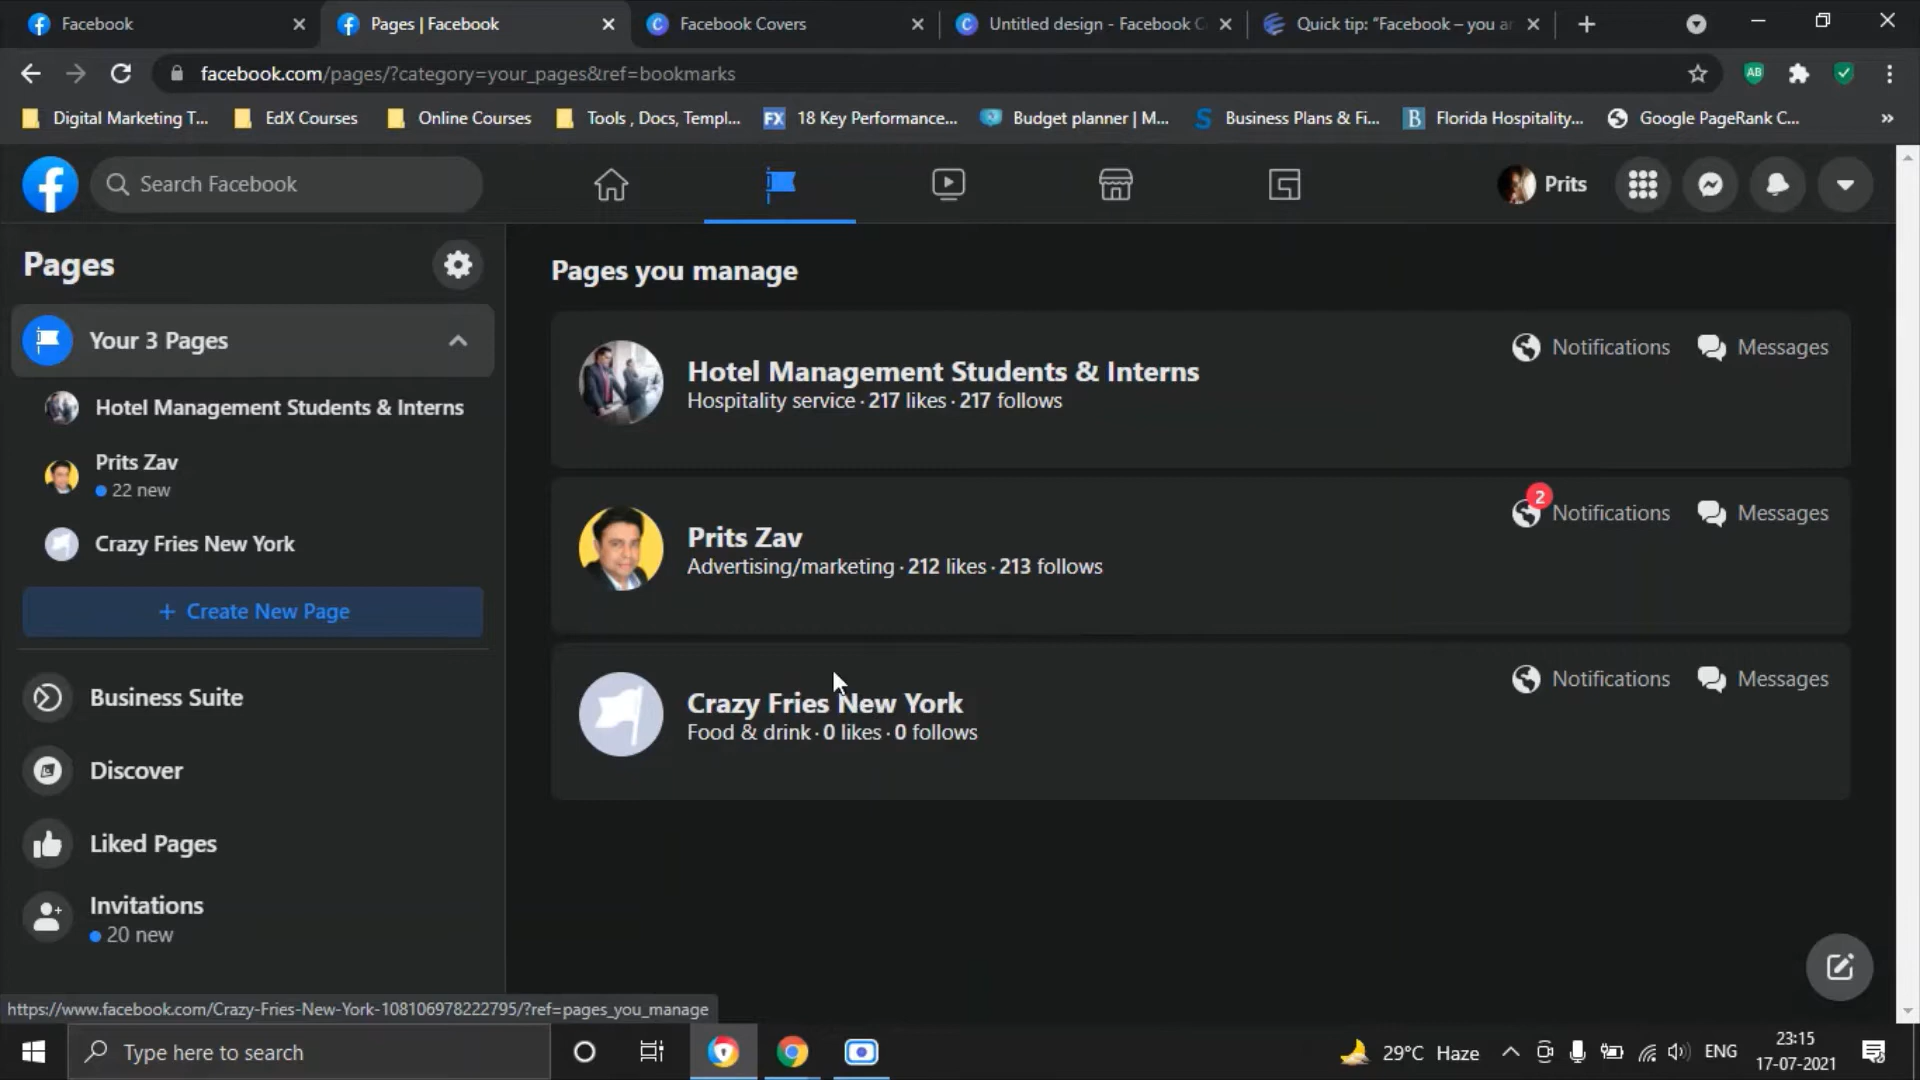 Facebook
Pages | Facebook
Facebook Covers
Untitled design - Facebook C
Quick tip: “Facebook – you ar
facebook.com/pages/?category=your_pages&ref=bookmarks
AB
Digital Marketing T...
EdX Courses
Online Courses
Tools , Docs, Templ...
FX 18 Key Performance...
Budget planner | M...
S Business Plans & Fi...
B Florida Hospitality...
Google PageRank C...
»
Search Facebook
Prits
Pages
Your 3 Pages
Hotel Management Students & Interns
Prits Zav
22 new
Crazy Fries New York
+ Create New Page
Business Suite
Discover
Liked Pages
Invitations
20 new
Pages you manage
Hotel Management Students & Interns
Hospitality service · 217 likes · 217 follows
Notifications
Messages
Prits Zav
Advertising/marketing · 212 likes · 213 follows
2
Notifications
Messages
Crazy Fries New York
Food & drink · 0 likes · 0 follows
Notifications
Messages
https://www.facebook.com/Crazy-Fries-New-York-108106978222795/?ref=pages_you_manage
Type here to search
29°C Haze
ENG
23:15
17-07-2021